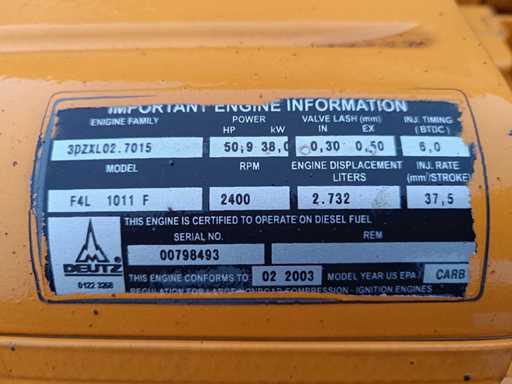 IMPORTANT ENGINE INFORMATION
ENGINE FAMILY POWER VALVE LASH (mm) INJ. TIMING
HP kW IN EX (BTDC)
3DZXL02.7015 50,9 38,0 0,30 0,50 6,0
MODEL RPM ENGINE DISPLACEMENT INJ. RATE
LITERS (mm³/STROKE)
F4L 1011 F 2400 2.732 37,5
THIS ENGINE IS CERTIFIED TO OPERATE ON DIESEL FUEL
SERIAL NO. REM
00798493
DEUTZ
THIS ENGINE CONFORMS TO 02 2003 MODEL YEAR US EPA / CARB
0122 3268
REGULATION FOR LARGE NONROAD COMPRESSION - IGNITION ENGINES